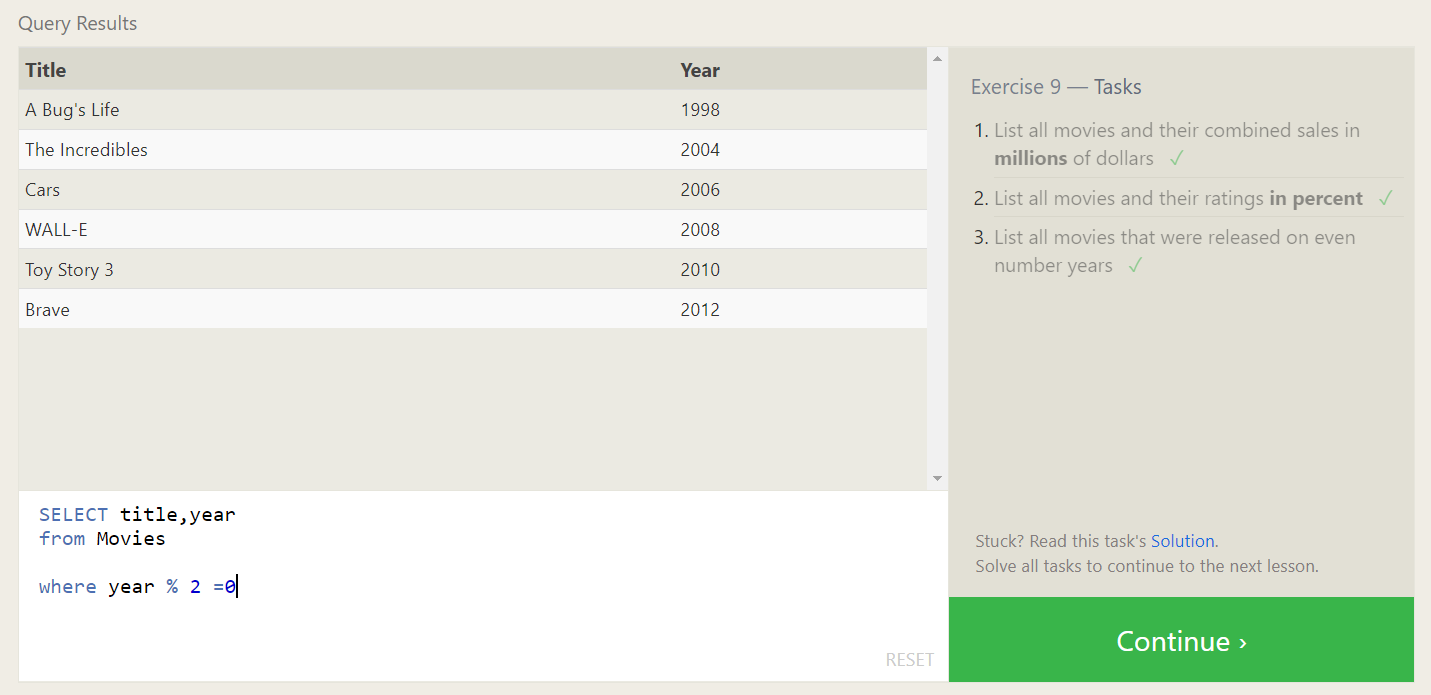 Query Results
Title Year
A Bug's Life 1998
The Incredibles 2004
Cars 2006
WALL-E 2008
Toy Story 3 2010
Brave 2012
SELECT title,year
from Movies
where year % 2 =0
RESET
Exercise 9 — Tasks
1. List all movies and their combined sales in
millions of dollars ✓
2. List all movies and their ratings in percent ✓
3. List all movies that were released on even
number years ✓
Stuck? Read this task's Solution.
Solve all tasks to continue to the next lesson.
Continue ›